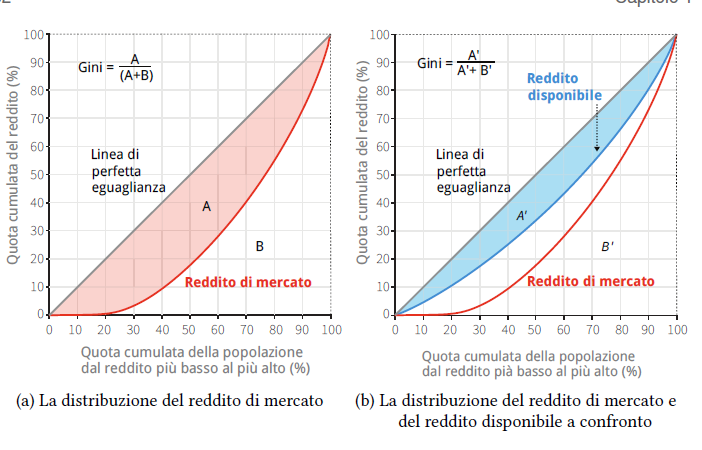 100
90
80
70
60
50
40
30
20
10
0
Quota cumulata del reddito (%)
Gini = A
(A+B)
Linea di
perfetta
eguaglianza
A
B
Reddito di mercato
0 10 20 30 40 50 60 70 80 90 100
Quota cumulata della popolazione
dal reddito più basso al più alto (%)
(a) La distribuzione del reddito di mercato
100
90
80
70
60
50
40
30
20
10
0
Quota cumulata del reddito (%)
Gini = A'
A'+ B'
Reddito
disponibile
Linea di
perfetta
eguaglianza
A'
B'
Reddito di mercato
0 10 20 30 40 50 60 70 80 90 100
Quota cumulata della popolazione
dal reddito pià basso al più alto (%)
(b) La distribuzione del reddito di mercato e
del reddito disponibile a confronto